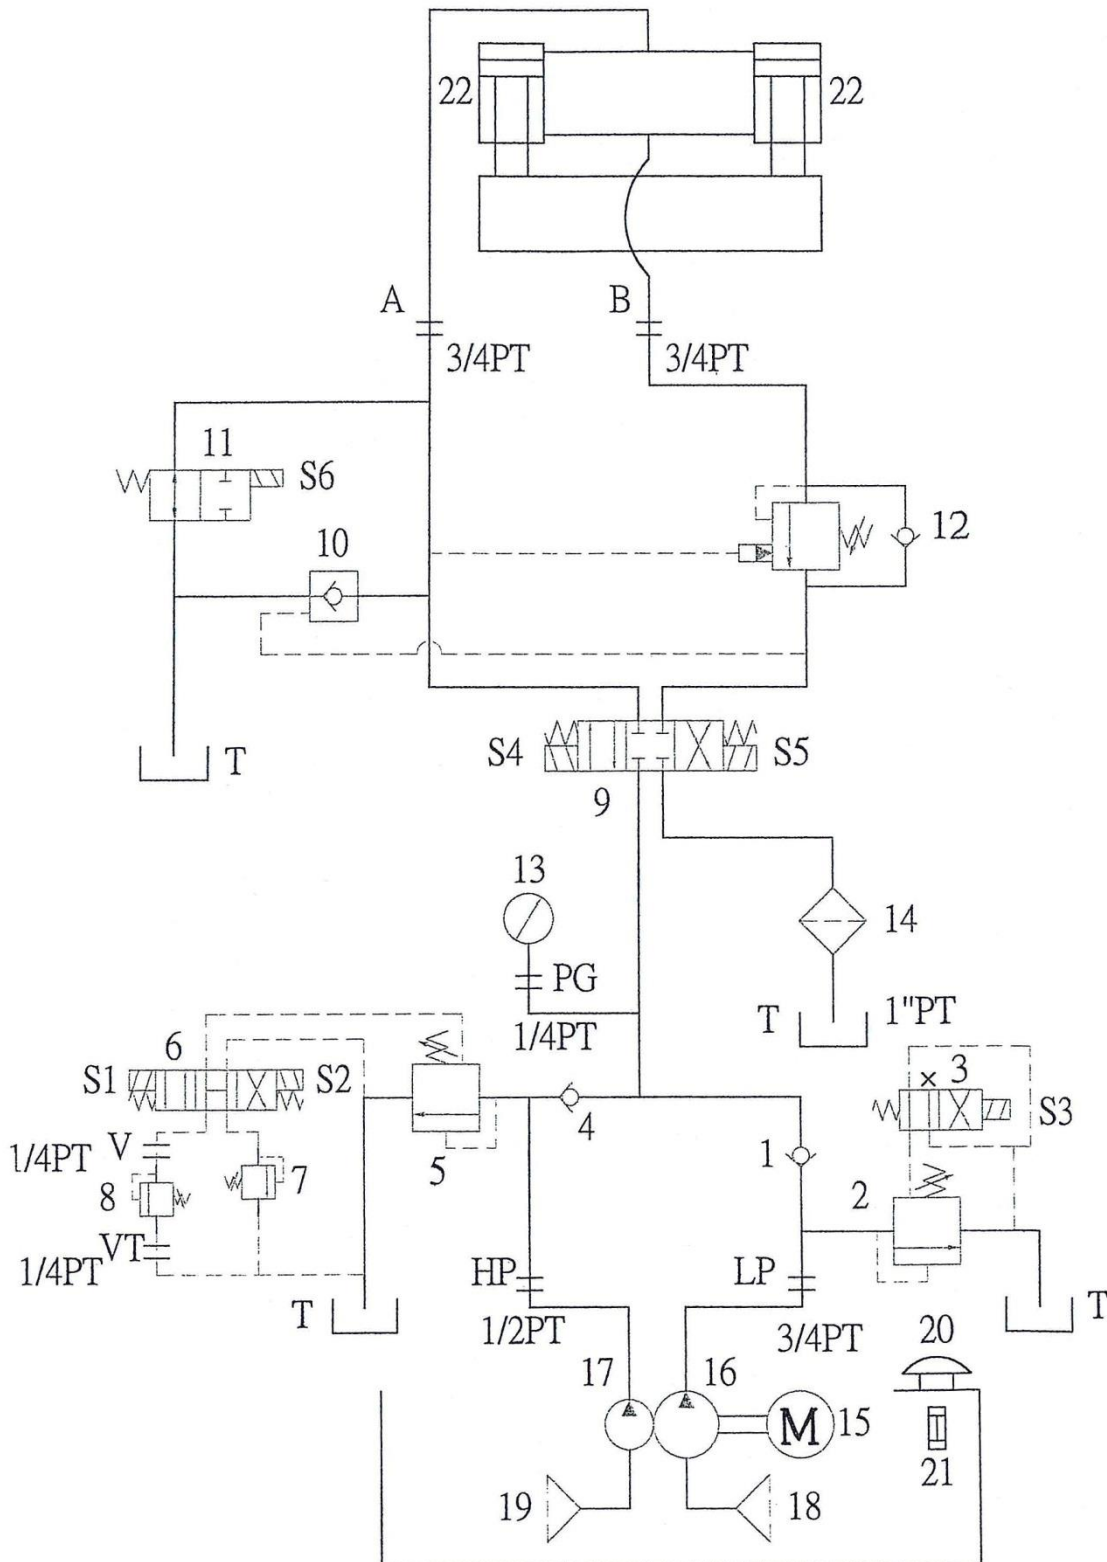 22 22
A B
3/4PT 3/4PT
11
S6
10
12
T
S4 S5
9
13
14
PG
1/4PT
T 1"PT
6
S1 S2
× 3
S3
V
1/4PT
4
1
5
7
8
2
VT
1/4PT
HP LP
T
1/2PT
3/4PT
T
20
17 16
M 15
21
19 18